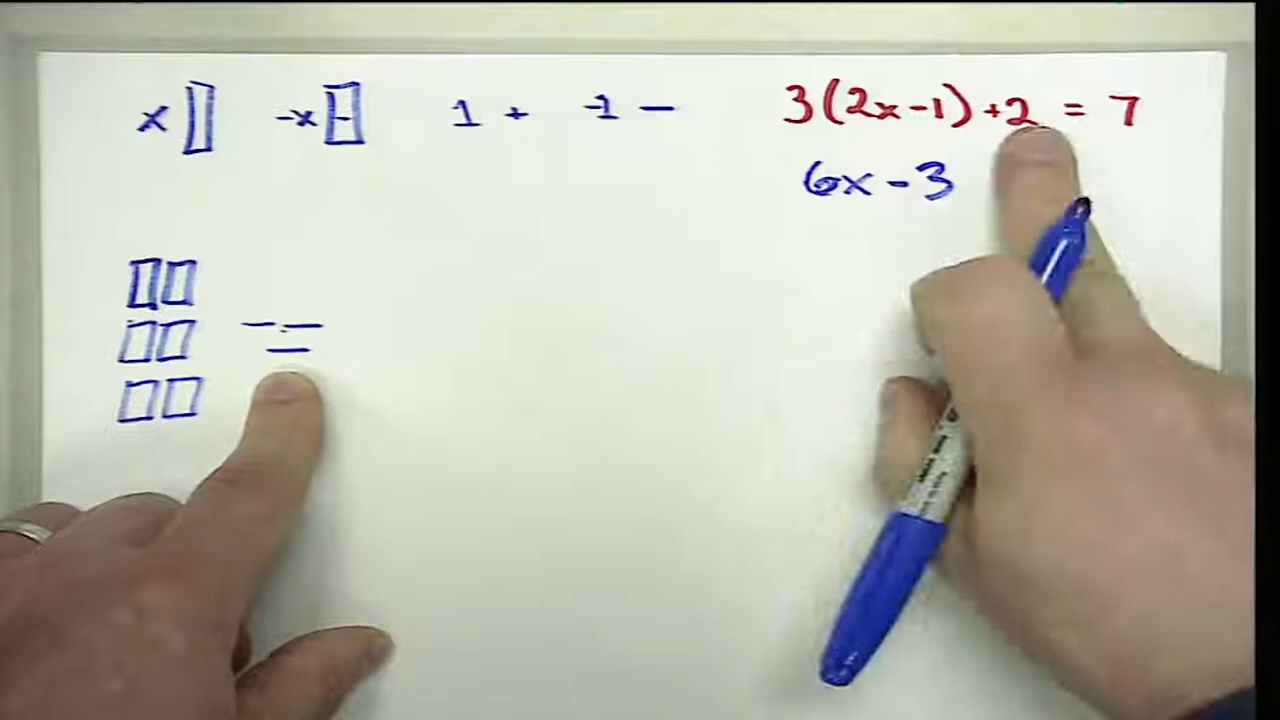 x -x 1 + -1 − 3(2x-1) +2 = 7
6x - 3